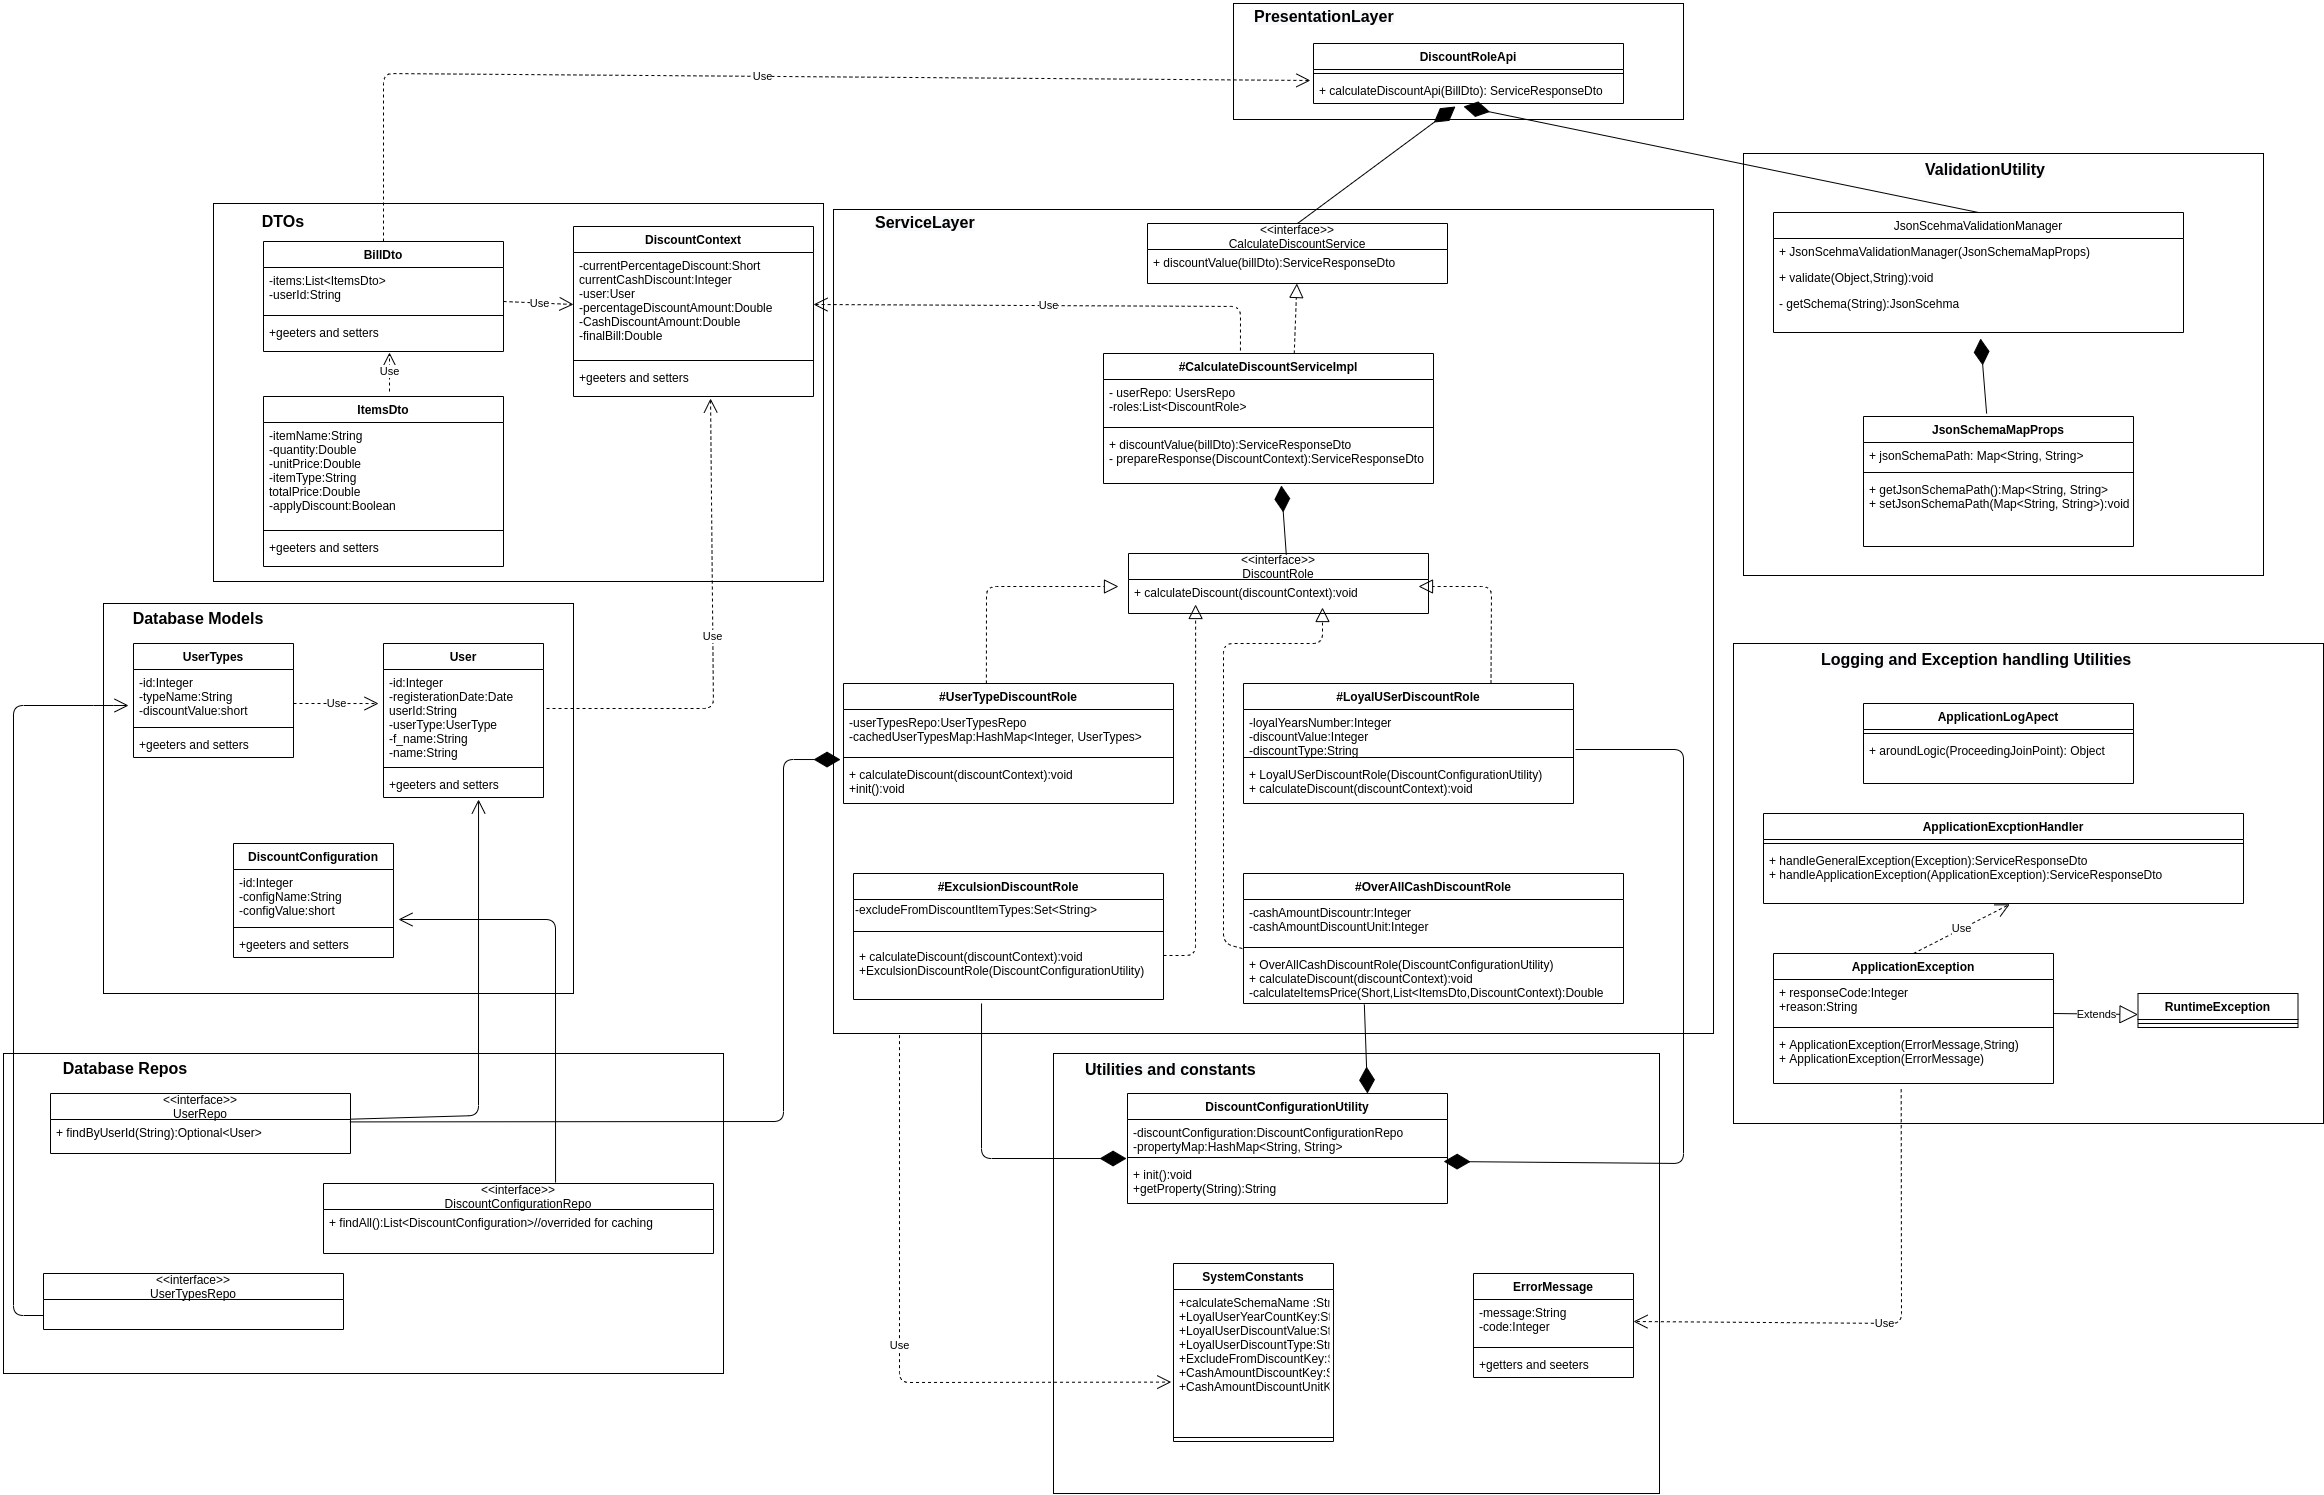 PresentationLayer
DiscountRoleApi
+ calculateDiscountApi(BillDto): ServiceResponseDto
Use
DTOs
BillDto
-items:List<ItemsDto>
-userId:String
+geeters and setters
Use
DiscountContext
-currentPercentageDiscount:Short
currentCashDiscount:Integer
-user:User
-percentageDiscountAmount:Double
-CashDiscountAmount:Double
-finalBill:Double
+geeters and setters
Use
ItemsDto
-itemName:String
-quantity:Double
-unitPrice:Double
-itemType:String
totalPrice:Double
-applyDiscount:Boolean
+geeters and setters
ServiceLayer
<<interface>>
CalculateDiscountService
+ discountValue(billDto):ServiceResponseDto
Use
#CalculateDiscountServiceImpl
- userRepo: UsersRepo
-roles:List<DiscountRole>
+ discountValue(billDto):ServiceResponseDto
- prepareResponse(DiscountContext):ServiceResponseDto
<<interface>>
DiscountRole
+ calculateDiscount(discountContext):void
#UserTypeDiscountRole
-userTypesRepo:UserTypesRepo
-cachedUserTypesMap:HashMap<Integer, UserTypes>
+ calculateDiscount(discountContext):void
+init():void
#LoyalUSerDiscountRole
-loyalYearsNumber:Integer
-discountValue:Integer
-discountType:String
+ LoyalUSerDiscountRole(DiscountConfigurationUtility)
+ calculateDiscount(discountContext):void
#ExculsionDiscountRole
-excludeFromDiscountItemTypes:Set<String>
+ calculateDiscount(discountContext):void
+ExculsionDiscountRole(DiscountConfigurationUtility)
#OverAllCashDiscountRole
-cashAmountDiscountr:Integer
-cashAmountDiscountUnit:Integer
+ OverAllCashDiscountRole(DiscountConfigurationUtility)
+ calculateDiscount(discountContext):void
-calculateItemsPrice(Short,List<ItemsDto,DiscountContext):Double
ValidationUtility
JsonScehmaValidationManager
+ JsonScehmaValidationManager(JsonSchemaMapProps)
+ validate(Object,String):void
- getSchema(String):JsonScehma
JsonSchemaMapProps
+ jsonSchemaPath: Map<String, String>
+ getJsonSchemaPath():Map<String, String>
+ setJsonSchemaPath(Map<String, String>):void
Database Models
UserTypes
-id:Integer
-typeName:String
-discountValue:short
+geeters and setters
Use
User
-id:Integer
-registerationDate:Date
userId:String
-userType:UserType
-f_name:String
-name:String
+geeters and setters
Use
DiscountConfiguration
-id:Integer
-configName:String
-configValue:short
+geeters and setters
Database Repos
<<interface>>
UserRepo
+ findByUserId(String):Optional<User>
<<interface>>
DiscountConfigurationRepo
+ findAll():List<DiscountConfiguration>//overrided for caching
<<interface>>
UserTypesRepo
Logging and Exception handling Utilities
ApplicationLogApect
+ aroundLogic(ProceedingJoinPoint): Object
ApplicationExcptionHandler
+ handleGeneralException(Exception):ServiceResponseDto
+ handleApplicationException(ApplicationException):ServiceResponseDto
Use
ApplicationException
+ responseCode:Integer
+reason:String
+ ApplicationException(ErrorMessage,String)
+ ApplicationException(ErrorMessage)
Extends
RuntimeException
Utilities and constants
DiscountConfigurationUtility
-discountConfiguration:DiscountConfigurationRepo
-propertyMap:HashMap<String, String>
+ init():void
+getProperty(String):String
Use
SystemConstants
+calculateSchemaName :Str
+LoyalUserYearCountKey:St
+LoyalUserDiscountValue:St
+LoyalUserDiscountType:Str
+ExcludeFromDiscountKey:S
+CashAmountDiscountKey:S
+CashAmountDiscountUnitK
ErrorMessage
-message:String
-code:Integer
+getters and seeters
Use